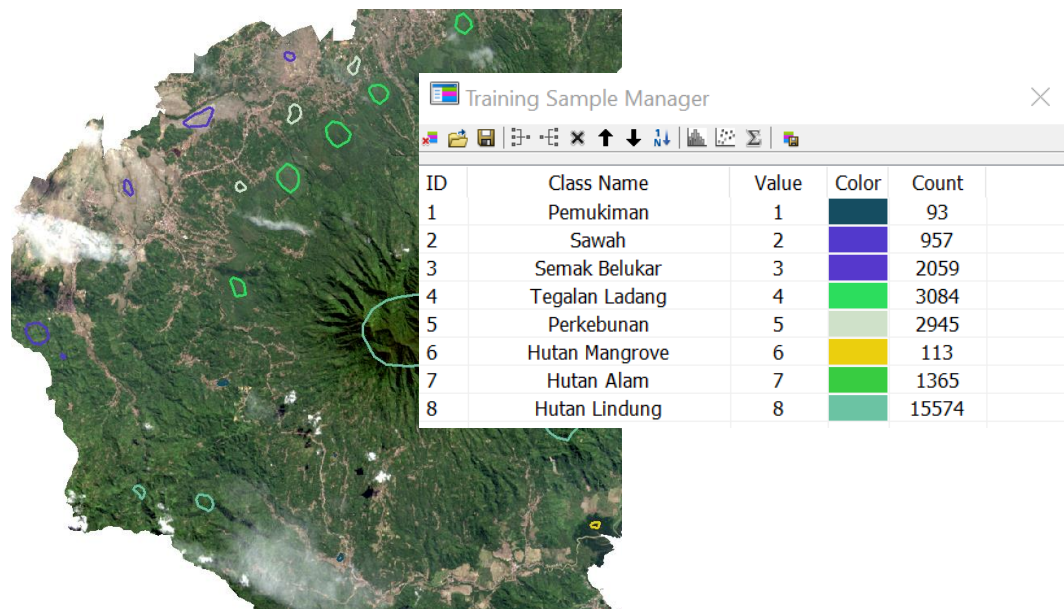 Training Sample Manager
ID Class Name Value Color Count
1 Pemukiman 1 93
2 Sawah 2 957
3 Semak Belukar 3 2059
4 Tegalan Ladang 4 3084
5 Perkebunan 5 2945
6 Hutan Mangrove 6 113
7 Hutan Alam 7 1365
8 Hutan Lindung 8 15574